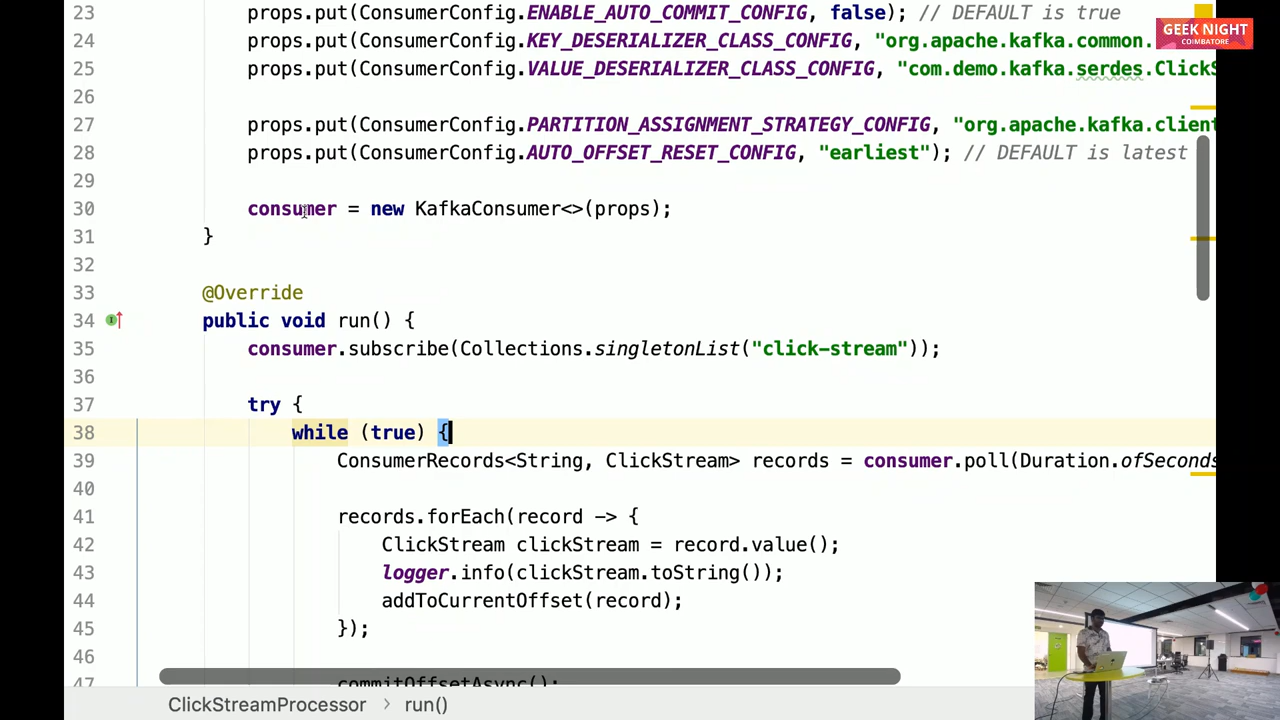 23 props.put(ConsumerConfig.ENABLE_AUTO_COMMIT_CONFIG, false); // DEFAULT is true
24 props.put(ConsumerConfig.KEY_DESERIALIZER_CLASS_CONFIG, "org.apache.kafka.common.
GEEK NIGHT
COIMBATORE
25 props.put(ConsumerConfig.VALUE_DESERIALIZER_CLASS_CONFIG, "com.demo.kafka.serdes.ClickS
26
27 props.put(ConsumerConfig.PARTITION_ASSIGNMENT_STRATEGY_CONFIG, "org.apache.kafka.client
28 props.put(ConsumerConfig.AUTO_OFFSET_RESET_CONFIG, "earliest"); // DEFAULT is latest
29
30 consumer = new KafkaConsumer<>(props);
31 }
32
33 @Override
34 public void run() {
35 consumer.subscribe(Collections.singletonList("click-stream"));
36
37 try {
38 while (true) {
39 ConsumerRecords<String, ClickStream> records = consumer.poll(Duration.ofSeconds
40
41 records.forEach(record -> {
42 ClickStream clickStream = record.value();
43 logger.info(clickStream.toString());
44 addToCurrentOffset(record);
45 });
46
47 commitOffsetAsync();
ClickStreamProcessor > run()